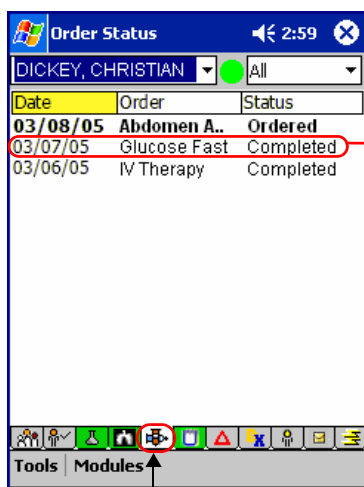 Order Status 2:59
DICKEY, CHRISTIAN All
Date Order Status
03/08/05 Abdomen A.. Ordered
03/07/05 Glucose Fast Completed
03/06/05 IV Therapy Completed
Tools Modules